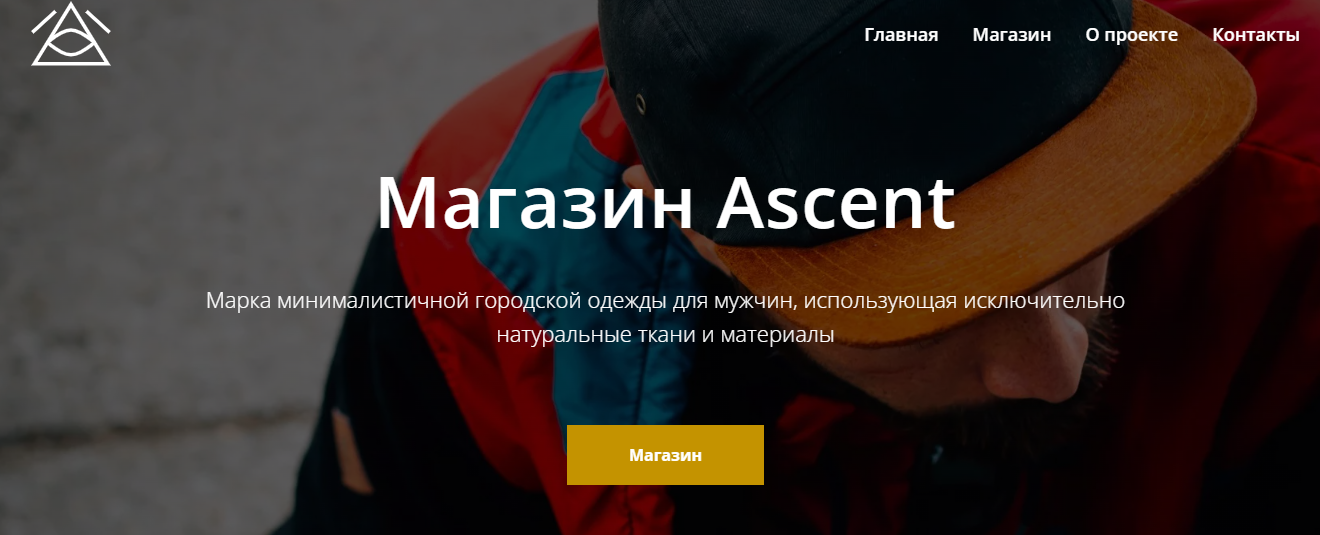 Главная Магазин О проекте Контакты
Магазин Ascent
Марка минималистичной городской одежды для мужчин, использующая исключительно
натуральные ткани и материалы
Магазин